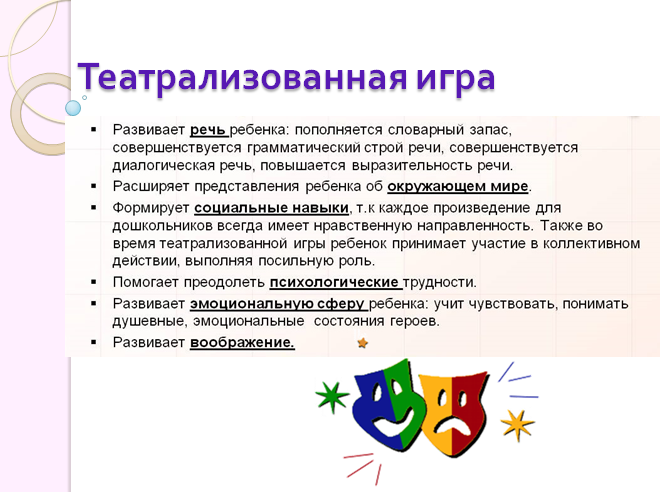 Театрализованная игра
▪ Развивает речь ребенка: пополняется словарный запас,
совершенствуется грамматический строй речи, совершенствуется
диалогическая речь, повышается выразительность речи.
▪ Расширяет представления ребенка об окружающем мире.
▪ Формирует социальные навыки, т.к каждое произведение для
дошкольников всегда имеет нравственную направленность. Также во
время театрализованной игры ребенок принимает участие в коллективном
действии, выполняя посильную роль.
▪ Помогает преодолеть психологические трудности.
▪ Развивает эмоциональную сферу ребенка: учит чувствовать, понимать
душевные, эмоциональные состояния героев.
▪ Развивает воображение.